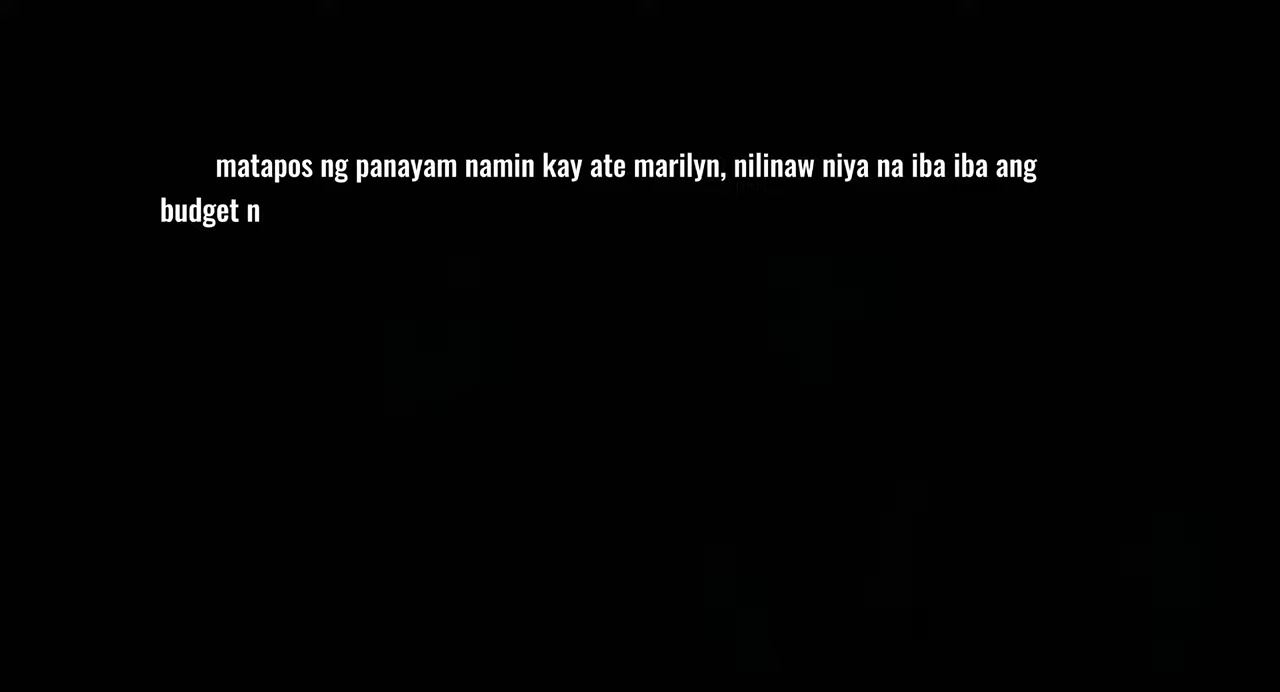 matapos ng panayam namin kay ate marilyn, nilinaw niya na iba iba ang
budget n